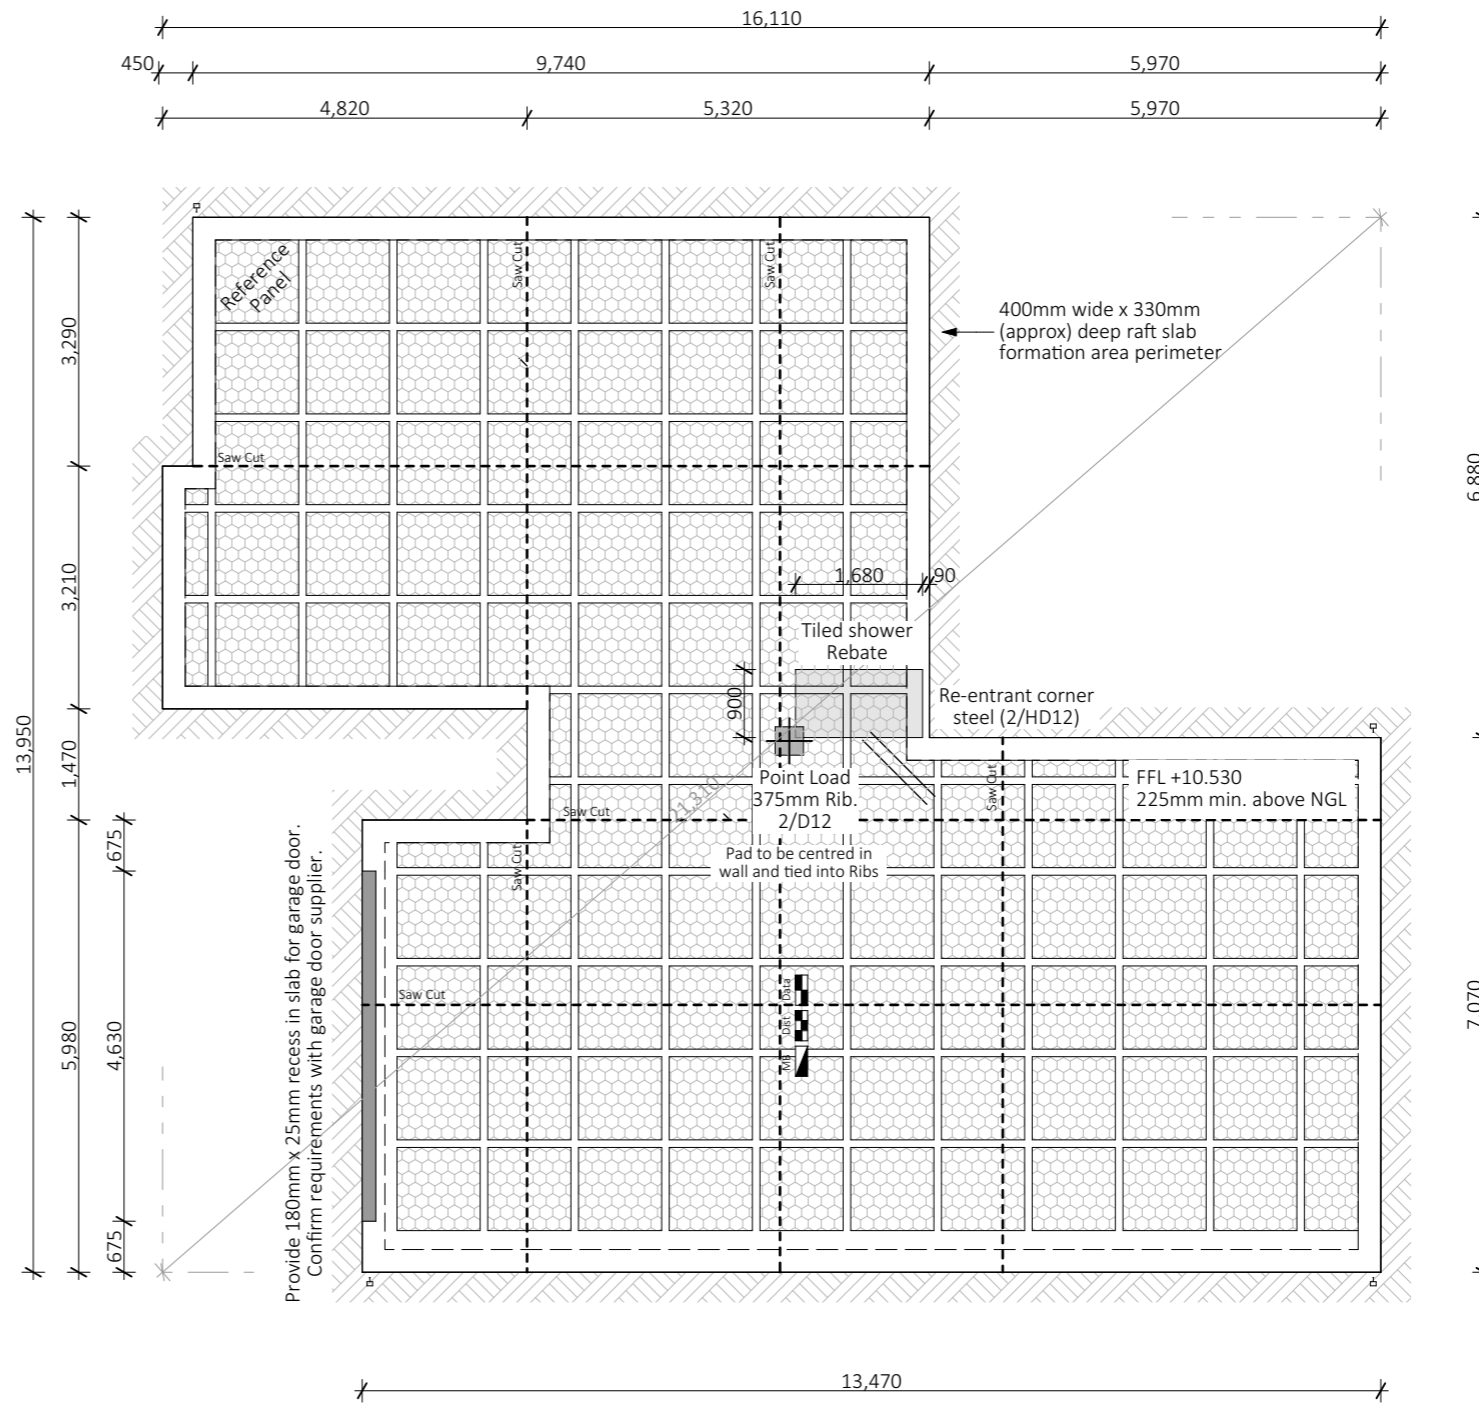 16,110
450
9,740
5,970
4,820
5,320
5,970
Reference
Panel
Saw Cut
Saw Cut
400mm wide x 330mm
(approx) deep raft slab
formation area perimeter
3,290
Saw Cut
6,880
3,210
1,680
90
Tiled shower
Rebate
900
Re-entrant corner
steel (2/HD12)
13,950
1,470
Point Load
375mm Rib.
2/D12
21,310
Saw Cut
FFL +10.530
225mm min. above NGL
Saw Cut
675
Saw Cut
Pad to be centred in
wall and tied into Ribs
Provide 180mm x 25mm recess in slab for garage door.
Confirm requirements with garage door supplier.
Saw Cut
Data
Dist
MB
5,980
4,630
7,070
675
13,470